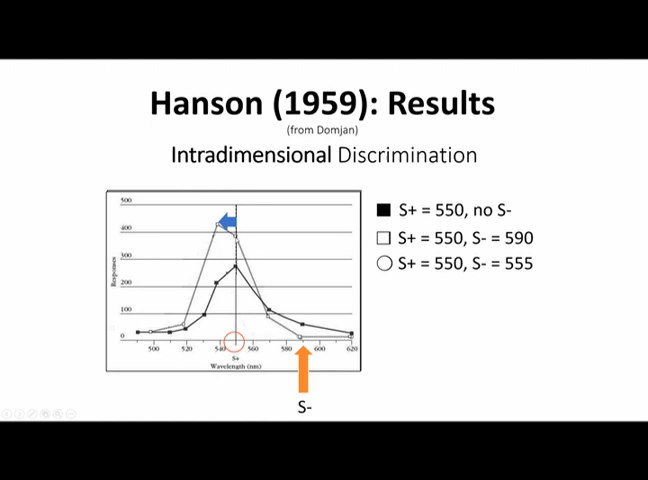 Hanson (1959): Results
(from Domjan)
Intradimensional Discrimination
500
400
300
200
100
0
Responses
500
520
540
560
580
600
620
S+
Wavelength (nm)
S-
S+ = 550, no S-
S+ = 550, S- = 590
S+ = 550, S- = 555